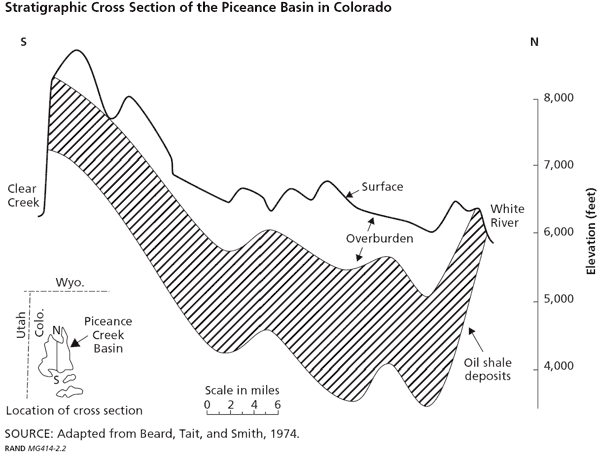 Stratigraphic Cross Section of the Piceance Basin in Colorado
S
N
8,000
7,000
Clear
Creek
Surface
White
River
Overburden
6,000
Elevation (feet)
5,000
4,000
Wyo.
Utah
Colo.
N
S
Piceance
Creek
Basin
Oil shale
deposits
Scale in miles
0 2 4 6
Location of cross section
SOURCE: Adapted from Beard, Tait, and Smith, 1974.
RAND MG414-2.2